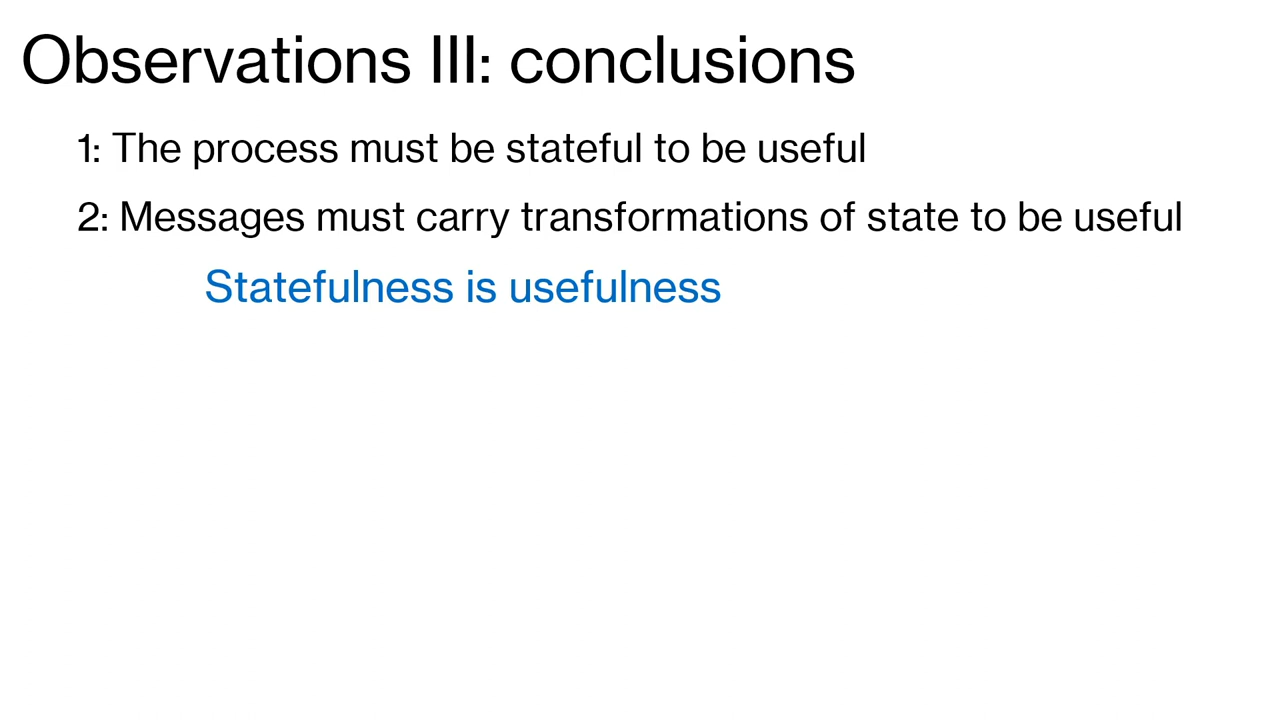 Observations III: conclusions
1: The process must be stateful to be useful
2: Messages must carry transformations of state to be useful
Statefulness is usefulness